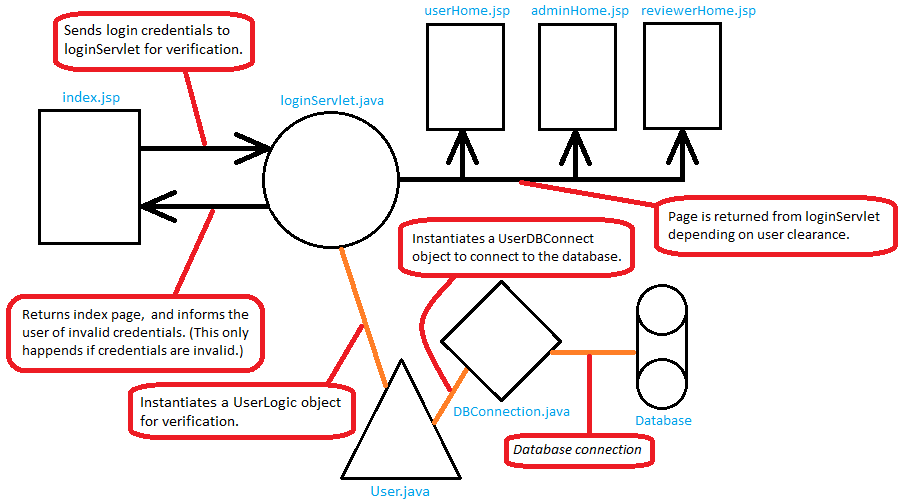 userHome.jsp
adminHome.jsp
reviewerHome.jsp
Sends login credentials to
loginServlet for verification.
index.jsp
loginServlet.java
Page is returned from loginServlet
depending on user clearance.
Instantiates a UserDBConnect
object to connect to the database.
Returns index page, and informs the
user of invalid credentials. (This only
happends if credentials are invalid.)
Instantiates a UserLogic object
for verification.
DBConnection.java
Database
Database connection
User.java